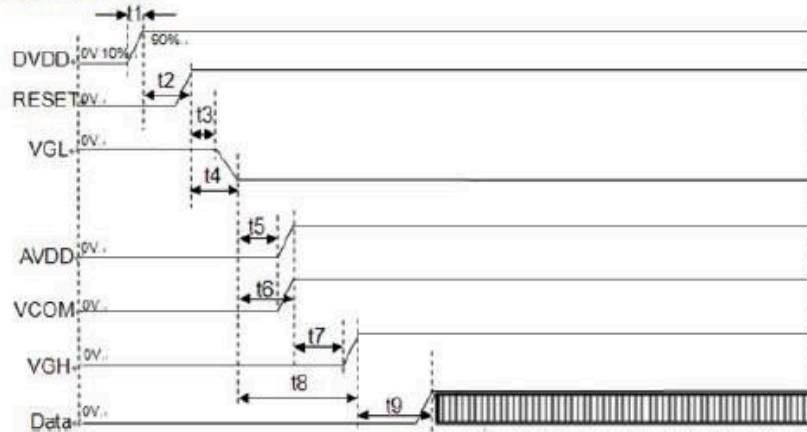 t1
DVDD 0V 10% 90%
t2
RESET 0V
t3
VGL 0V
t4
t5
AVDD 0V
t6
VCOM 0V
t7
VGH 0V
t8
t9
Data 0V